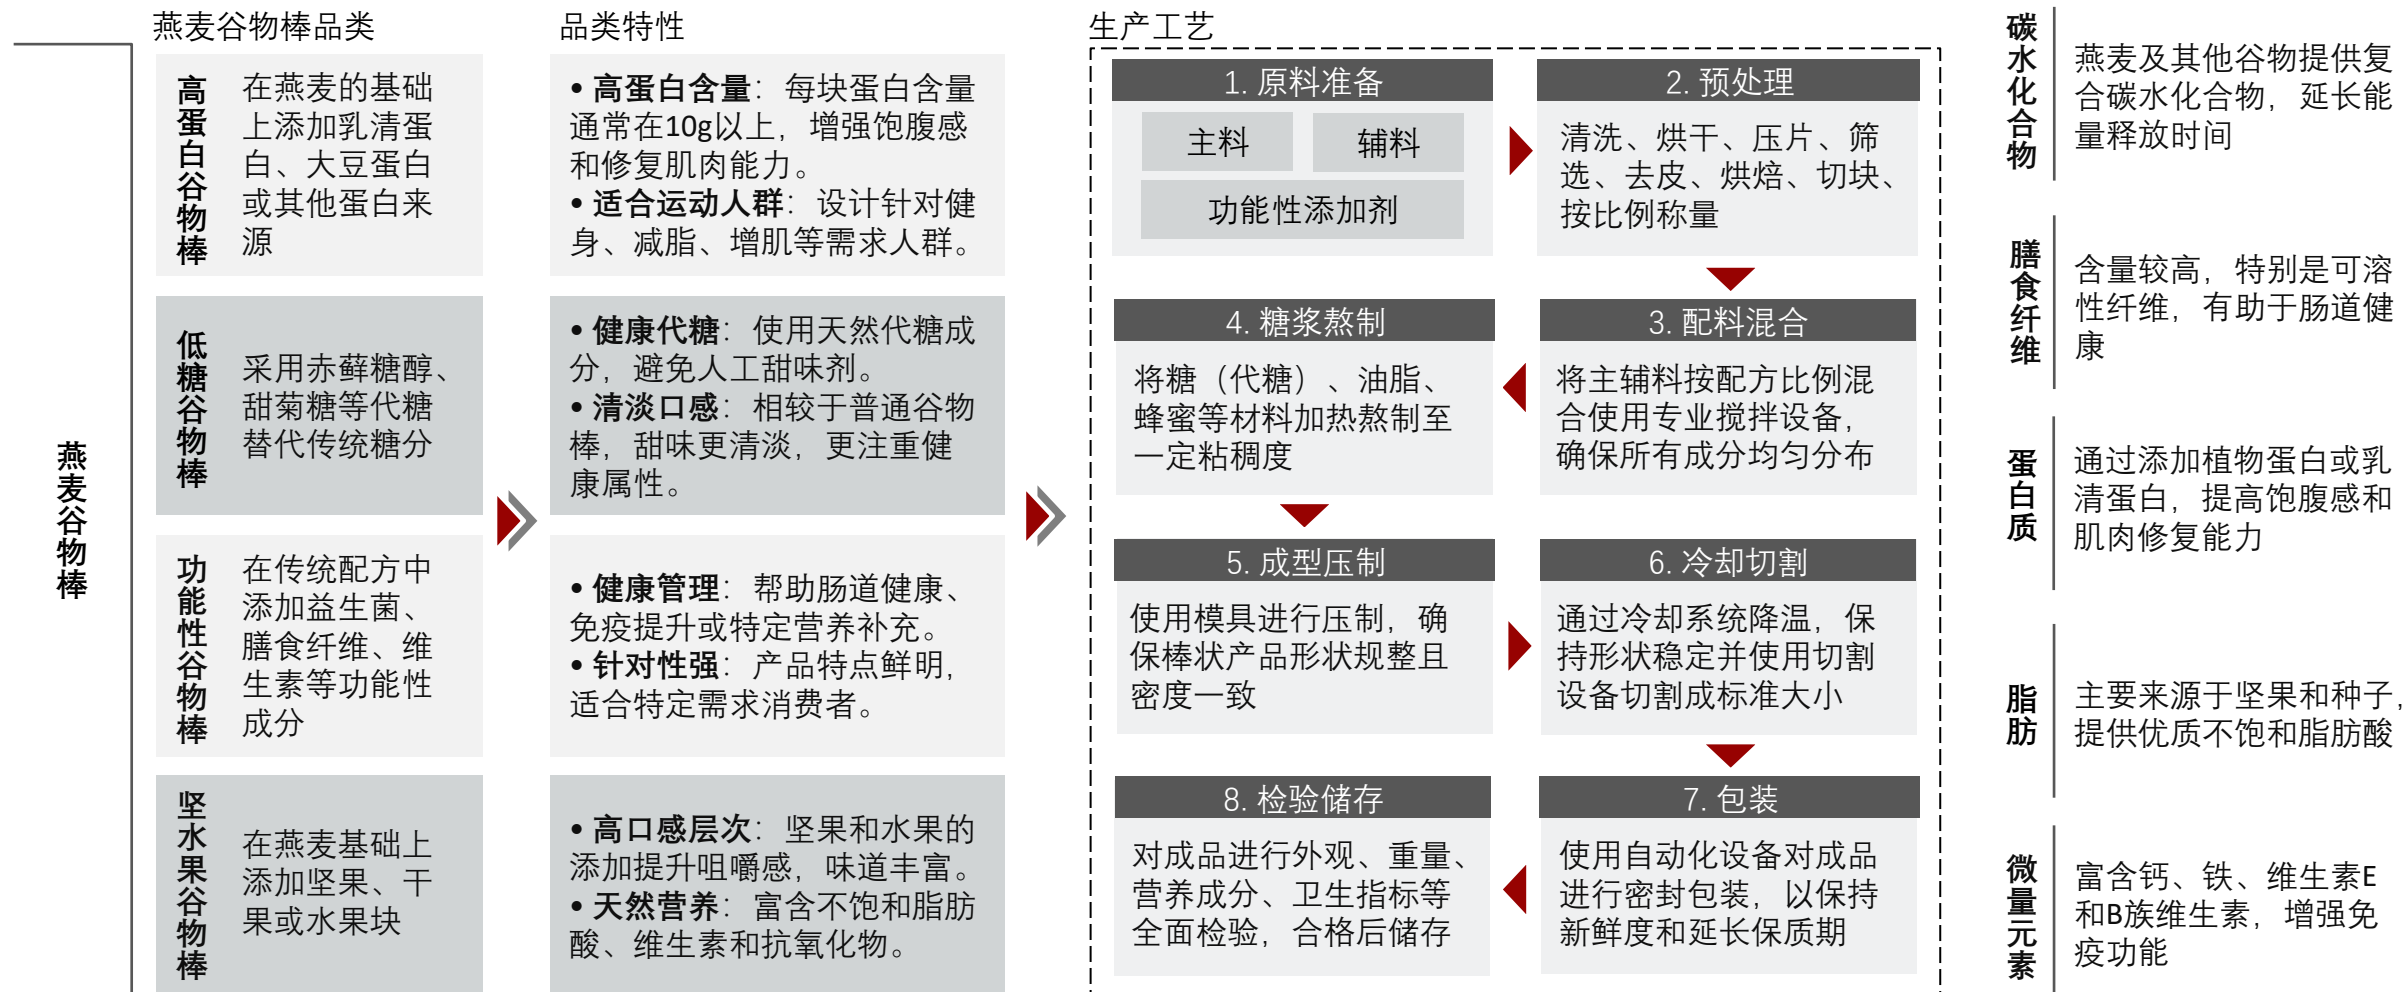 燕麦谷物棒
燕麦谷物棒品类
高蛋白谷物棒
在燕麦的基础
上添加乳清蛋
白、大豆蛋白
或其他蛋白来
源
低糖谷物棒
采用赤藓糖醇、
甜菊糖等代糖
替代传统糖分
功能性谷物棒
在传统配方中
添加益生菌、
膳食纤维、维
生素等功能性
成分
坚水果谷物棒
在燕麦基础上
添加坚果、干
果或水果块
品类特性
• 高蛋白含量：每块蛋白含量
通常在10g以上，增强饱腹感
和修复肌肉能力。
• 适合运动人群：设计针对健
身、减脂、增肌等需求人群。
• 健康代糖：使用天然代糖成
分，避免人工甜味剂。
• 清淡口感：相较于普通谷物
棒，甜味更清淡，更注重健
康属性。
• 健康管理：帮助肠道健康、
免疫提升或特定营养补充。
• 针对性强：产品特点鲜明，
适合特定需求消费者。
• 高口感层次：坚果和水果的
添加提升咀嚼感，味道丰富。
• 天然营养：富含不饱和脂肪
酸、维生素和抗氧化物。
生产工艺
1. 原料准备
主料
辅料
功能性添加剂
2. 预处理
清洗、烘干、压片、筛
选、去皮、烘焙、切块、
按比例称量
3. 配料混合
将主辅料按配方比例混
合使用专业搅拌设备，
确保所有成分均匀分布
4. 糖浆熬制
将糖（代糖）、油脂、
蜂蜜等材料加热熬制至
一定粘稠度
5. 成型压制
使用模具进行压制，确
保棒状产品形状规整且
密度一致
6. 冷却切割
通过冷却系统降温，保
持形状稳定并使用切割
设备切割成标准大小
7. 包装
使用自动化设备对成品
进行密封包装，以保持
新鲜度和延长保质期
8. 检验储存
对成品进行外观、重量、
营养成分、卫生指标等
全面检验，合格后储存
碳水化合物
燕麦及其他谷物提供复
合碳水化合物，延长能
量释放时间
膳食纤维
含量较高，特别是可溶
性纤维，有助于肠道健
康
蛋白质
通过添加植物蛋白或乳
清蛋白，提高饱腹感和
肌肉修复能力
脂肪
主要来源于坚果和种子，
提供优质不饱和脂肪酸
微量元素
富含钙、铁、维生素E
和B族维生素，增强免
疫功能